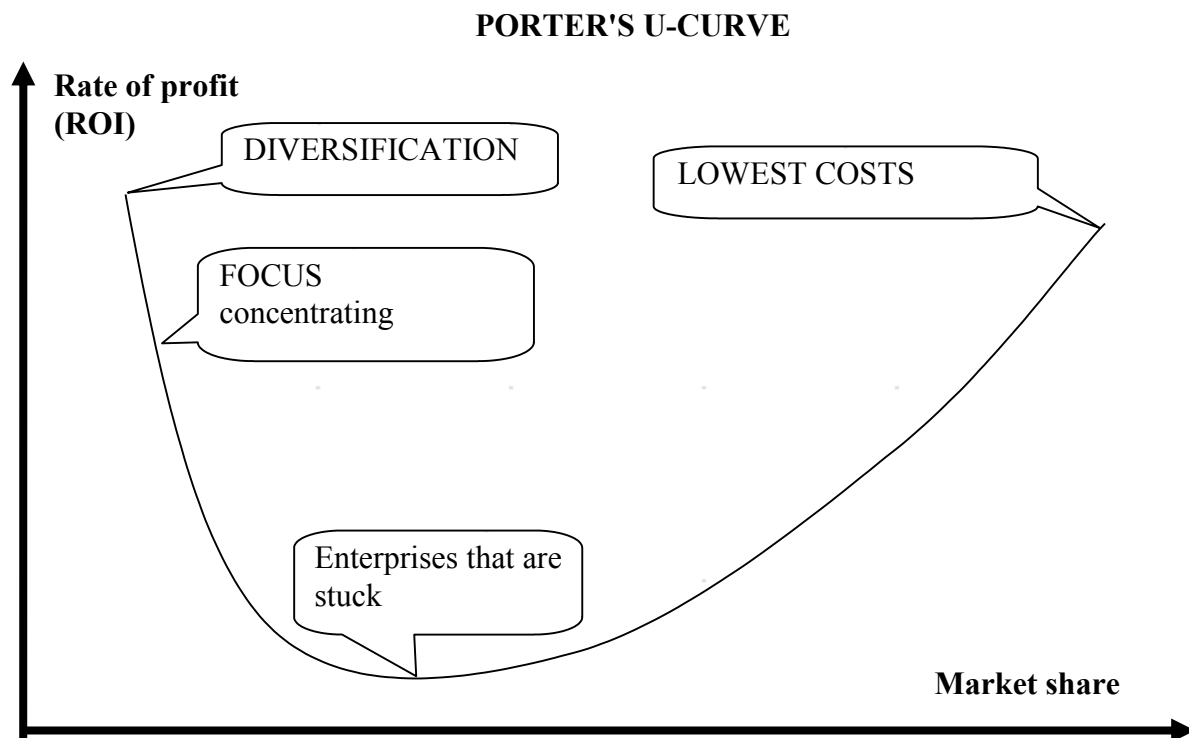 PORTER'S U-CURVE
Rate of profit
(ROI)
DIVERSIFICATION
LOWEST COSTS
FOCUS
concentrating
Enterprises that are
stuck
Market share